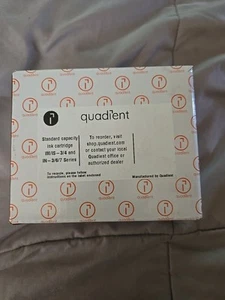 quadient
Standard capacity
ink cartridge
IM/IS - 3/4 and
IN - 3/6/7 Series
To reorder, visit
shop.quadient.com
or contact your local
Quadient office or
authorized dealer
To recycle, please follow
instructions on the label enclosed
Manufactured by Quadient